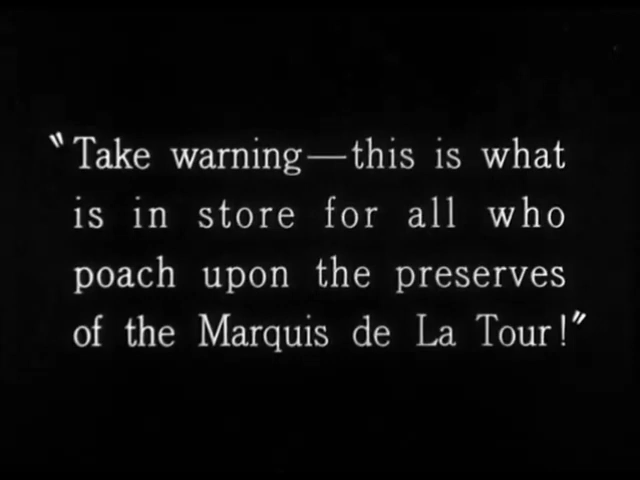 "Take warning—this is what
is in store for all who
poach upon the preserves
of the Marquis de La Tour!"